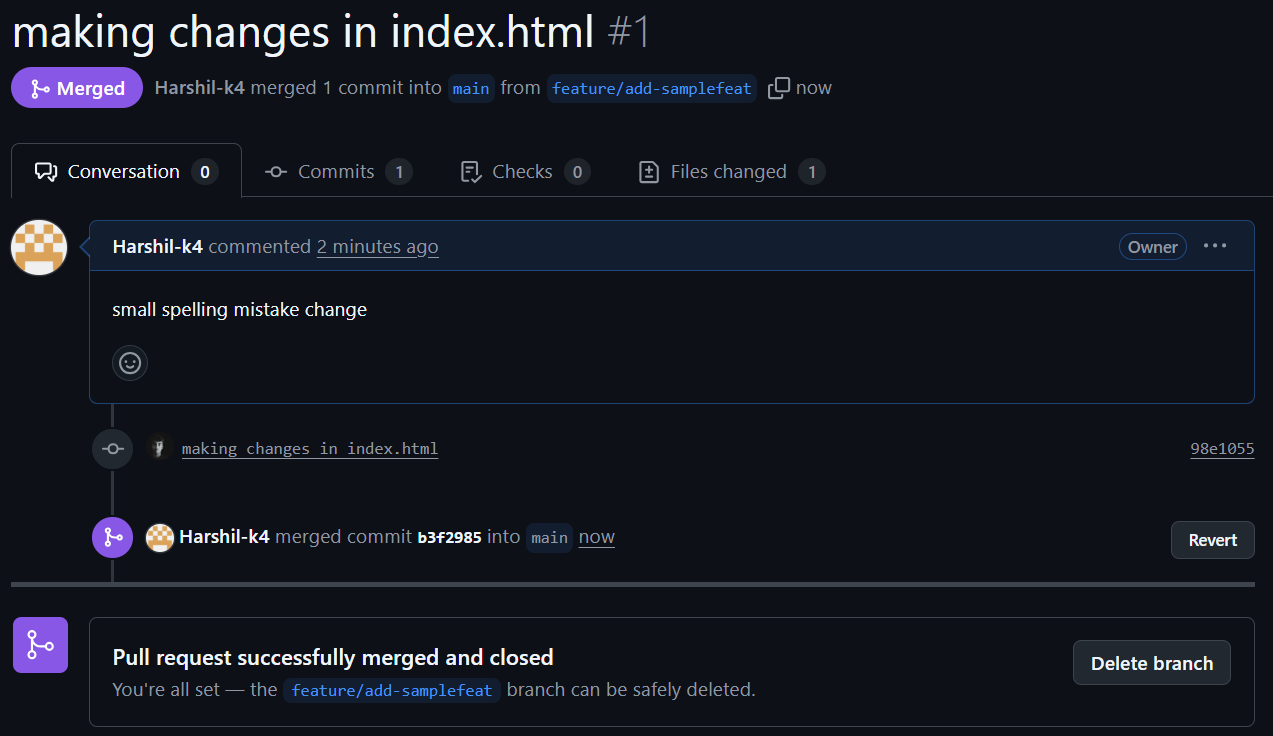 making changes in index.html #1
Merged Harshil-k4 merged 1 commit into main from feature/add-samplefeat now
Conversation 0 Commits 1 Checks 0 Files changed 1
Harshil-k4 commented 2 minutes ago Owner
small spelling mistake change
making changes in index.html 98e1055
Harshil-k4 merged commit b3f2985 into main now Revert
Pull request successfully merged and closed
You're all set — the feature/add-samplefeat branch can be safely deleted.
Delete branch